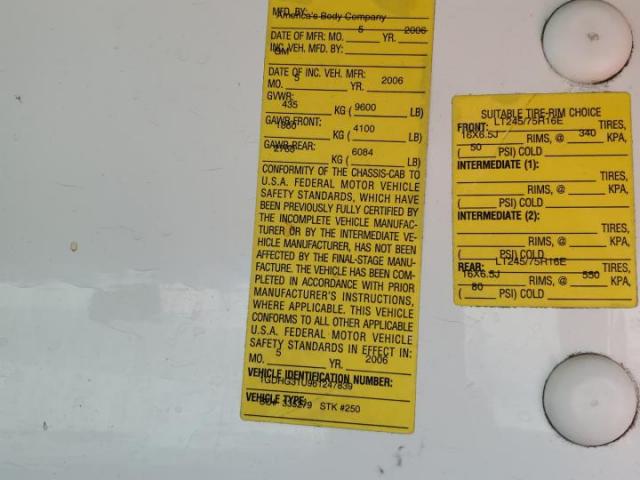 MFD. BY:
America's Body Company
DATE OF MFR: MO. 5 YR. 2006
INC. VEH. MFD. BY:
GM
DATE OF INC. VEH. MFR:
MO. 5 YR. 2006
GVWR:
435 KG ( 9600 LB)
GAWR FRONT:
1860 KG ( 4100 LB)
GAWR REAR:
KG ( 6084 LB)
CONFORMITY OF THE CHASSIS-CAB TO
U.S.A. FEDERAL MOTOR VEHICLE
SAFETY STANDARDS, WHICH HAVE
BEEN PREVIOUSLY FULLY CERTIFIED BY
THE INCOMPLETE VEHICLE MANUFAC-
TURER OR BY THE INTERMEDIATE VE-
HICLE MANUFACTURER, HAS NOT BEEN
AFFECTED BY THE FINAL-STAGE MANU-
FACTURE. THE VEHICLE HAS BEEN COM-
PLETED IN ACCORDANCE WITH PRIOR
MANUFACTURER'S INSTRUCTIONS,
WHERE APPLICABLE. THIS VEHICLE
CONFORMS TO ALL OTHER APPLICABLE
U.S.A. FEDERAL MOTOR VEHICLE
SAFETY STANDARDS IN EFFECT IN:
MO. 5 YR. 2006
VEHICLE IDENTIFICATION NUMBER:
VEHICLE TYPE:
STK #250
SUITABLE TIRE-RIM CHOICE
FRONT: LT245/75R16E TIRES,
16X6.5J RIMS, @ 340 KPA,
( 50 PSI) COLD
INTERMEDIATE (1):
TIRES,
RIMS, @ KPA,
( PSI) COLD
INTERMEDIATE (2):
TIRES,
RIMS, @ KPA,
( PSI) COLD
REAR: LT245/75R16E TIRES,
16X6.5J RIMS, @ 550 KPA,
( 80 PSI) COLD